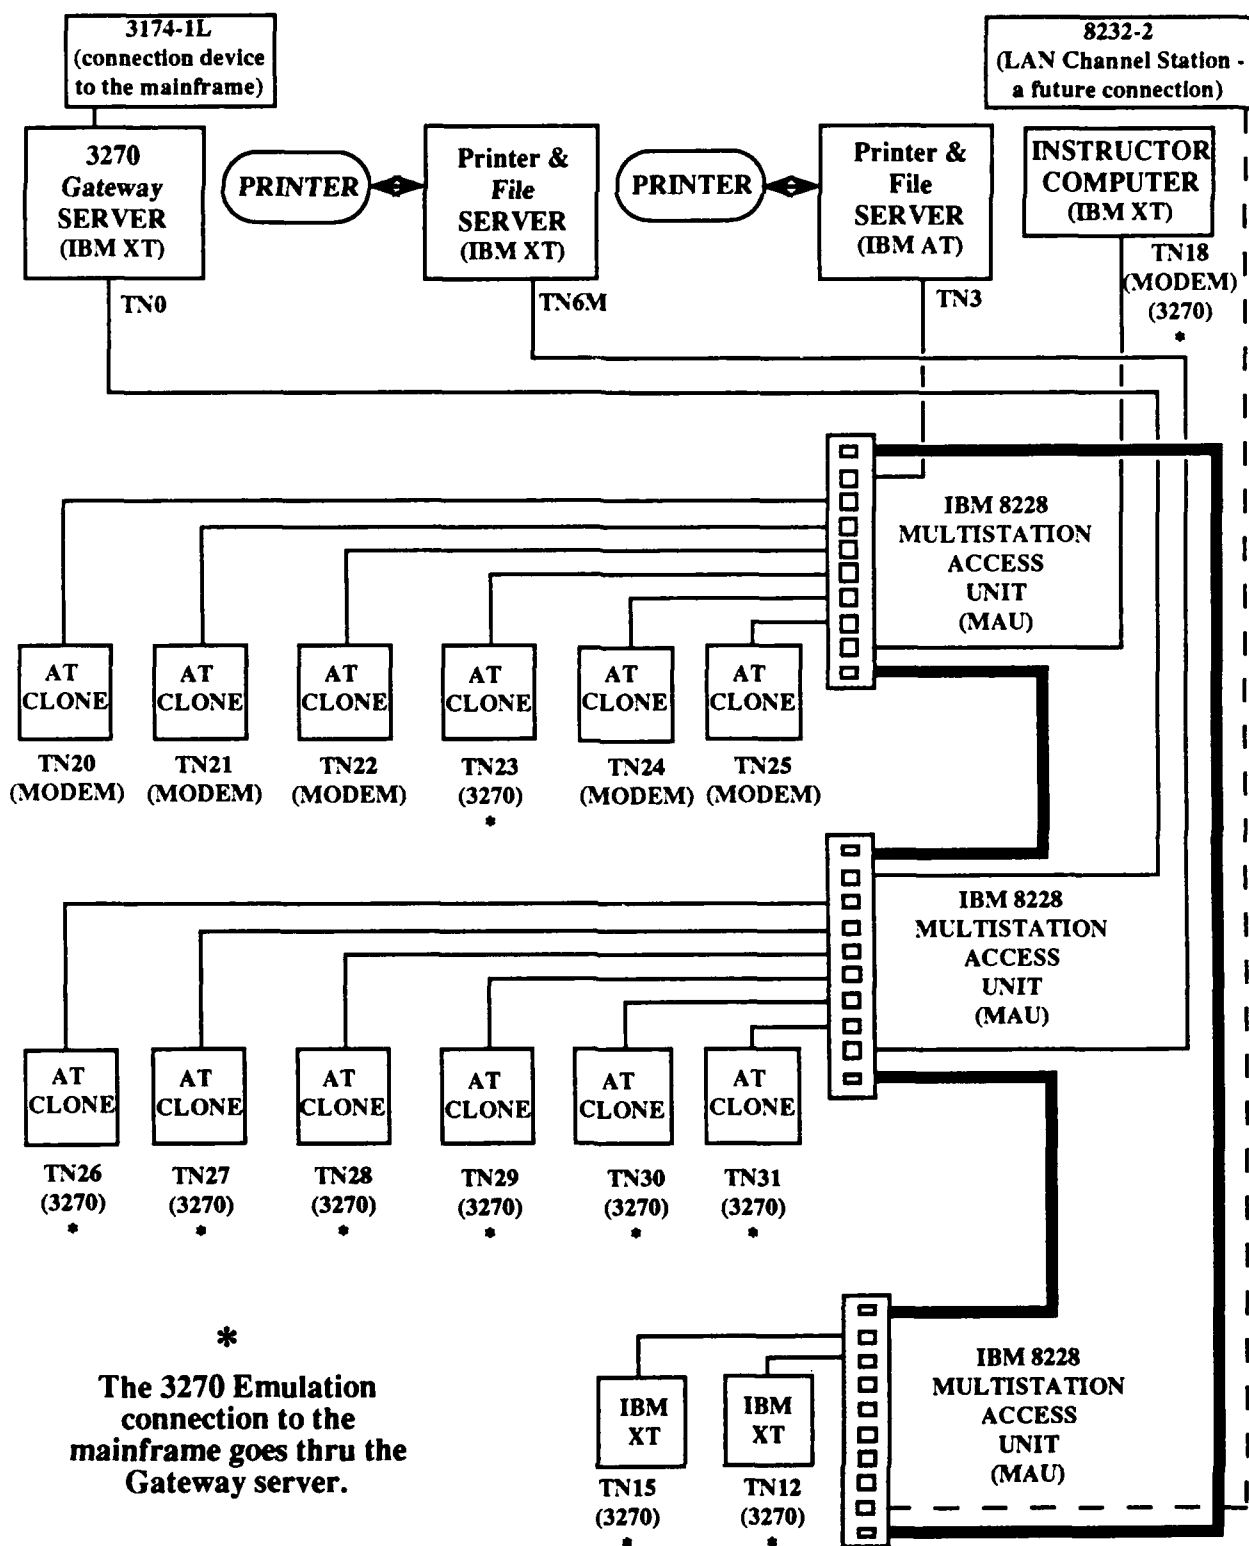 3174-1L
(connection device
to the mainframe)
8232-2
(LAN Channel Station -
a future connection)
3270
Gateway
SERVER
(IBM XT)
PRINTER
Printer &
File
SERVER
(IBM XT)
PRINTER
Printer &
File
SERVER
(IBM AT)
INSTRUCTOR
COMPUTER
(IBM XT)
TN0
TN6M
TN3
TN18
(MODEM)
(3270)
*
IBM 8228
MULTISTATION
ACCESS
UNIT
(MAU)
AT
CLONE
AT
CLONE
AT
CLONE
AT
CLONE
AT
CLONE
AT
CLONE
TN20
(MODEM)
TN21
(MODEM)
TN22
(MODEM)
TN23
(3270)
*
TN24
(MODEM)
TN25
(MODEM)
IBM 8228
MULTISTATION
ACCESS
UNIT
(MAU)
AT
CLONE
AT
CLONE
AT
CLONE
AT
CLONE
AT
CLONE
AT
CLONE
TN26
(3270)
*
TN27
(3270)
*
TN28
(3270)
*
TN29
(3270)
*
TN30
(3270)
*
TN31
(3270)
*
*
The 3270 Emulation
connection to the
mainframe goes thru the
Gateway server.
IBM
XT
IBM
XT
TN15
(3270)
*
TN12
(3270)
*
IBM 8228
MULTISTATION
ACCESS
UNIT
(MAU)